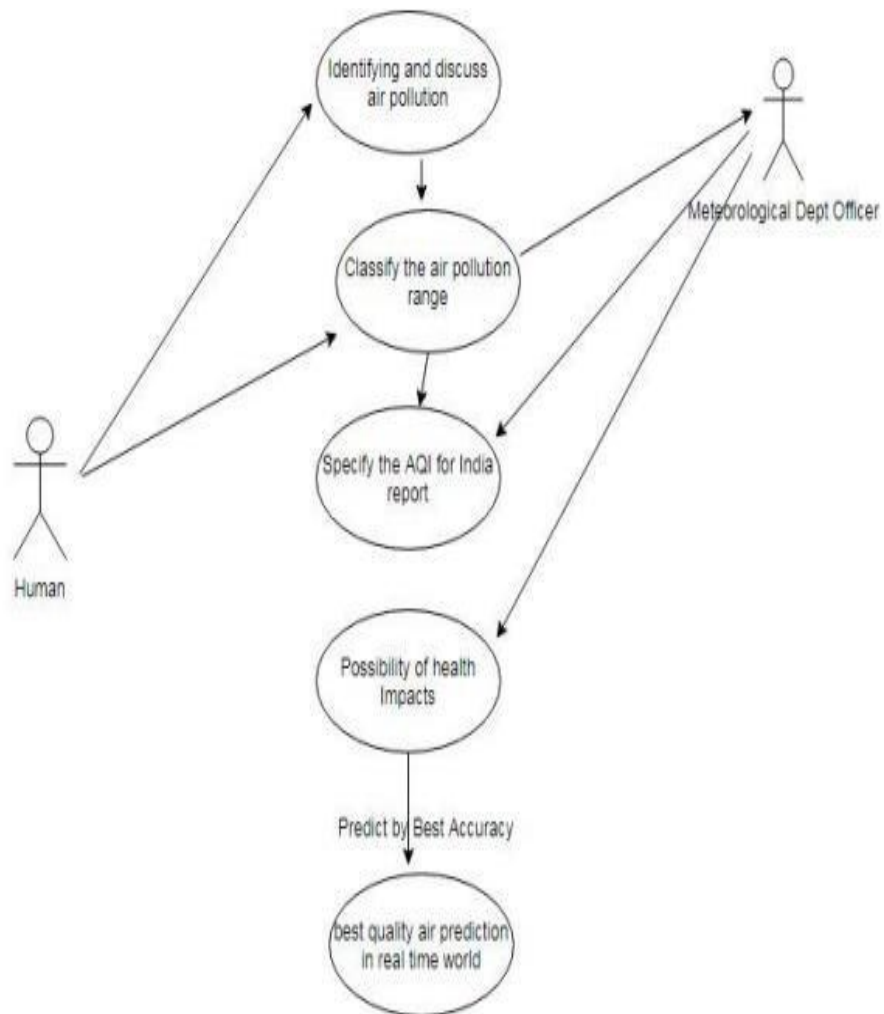 Identifying and discuss
air pollution
Meteorological Dept Officer
Classify the air pollution
range
Specify the AQI for India
report
Human
Possibility of health
Impacts
Predict by Best Accuracy
best quality air prediction
in real time world